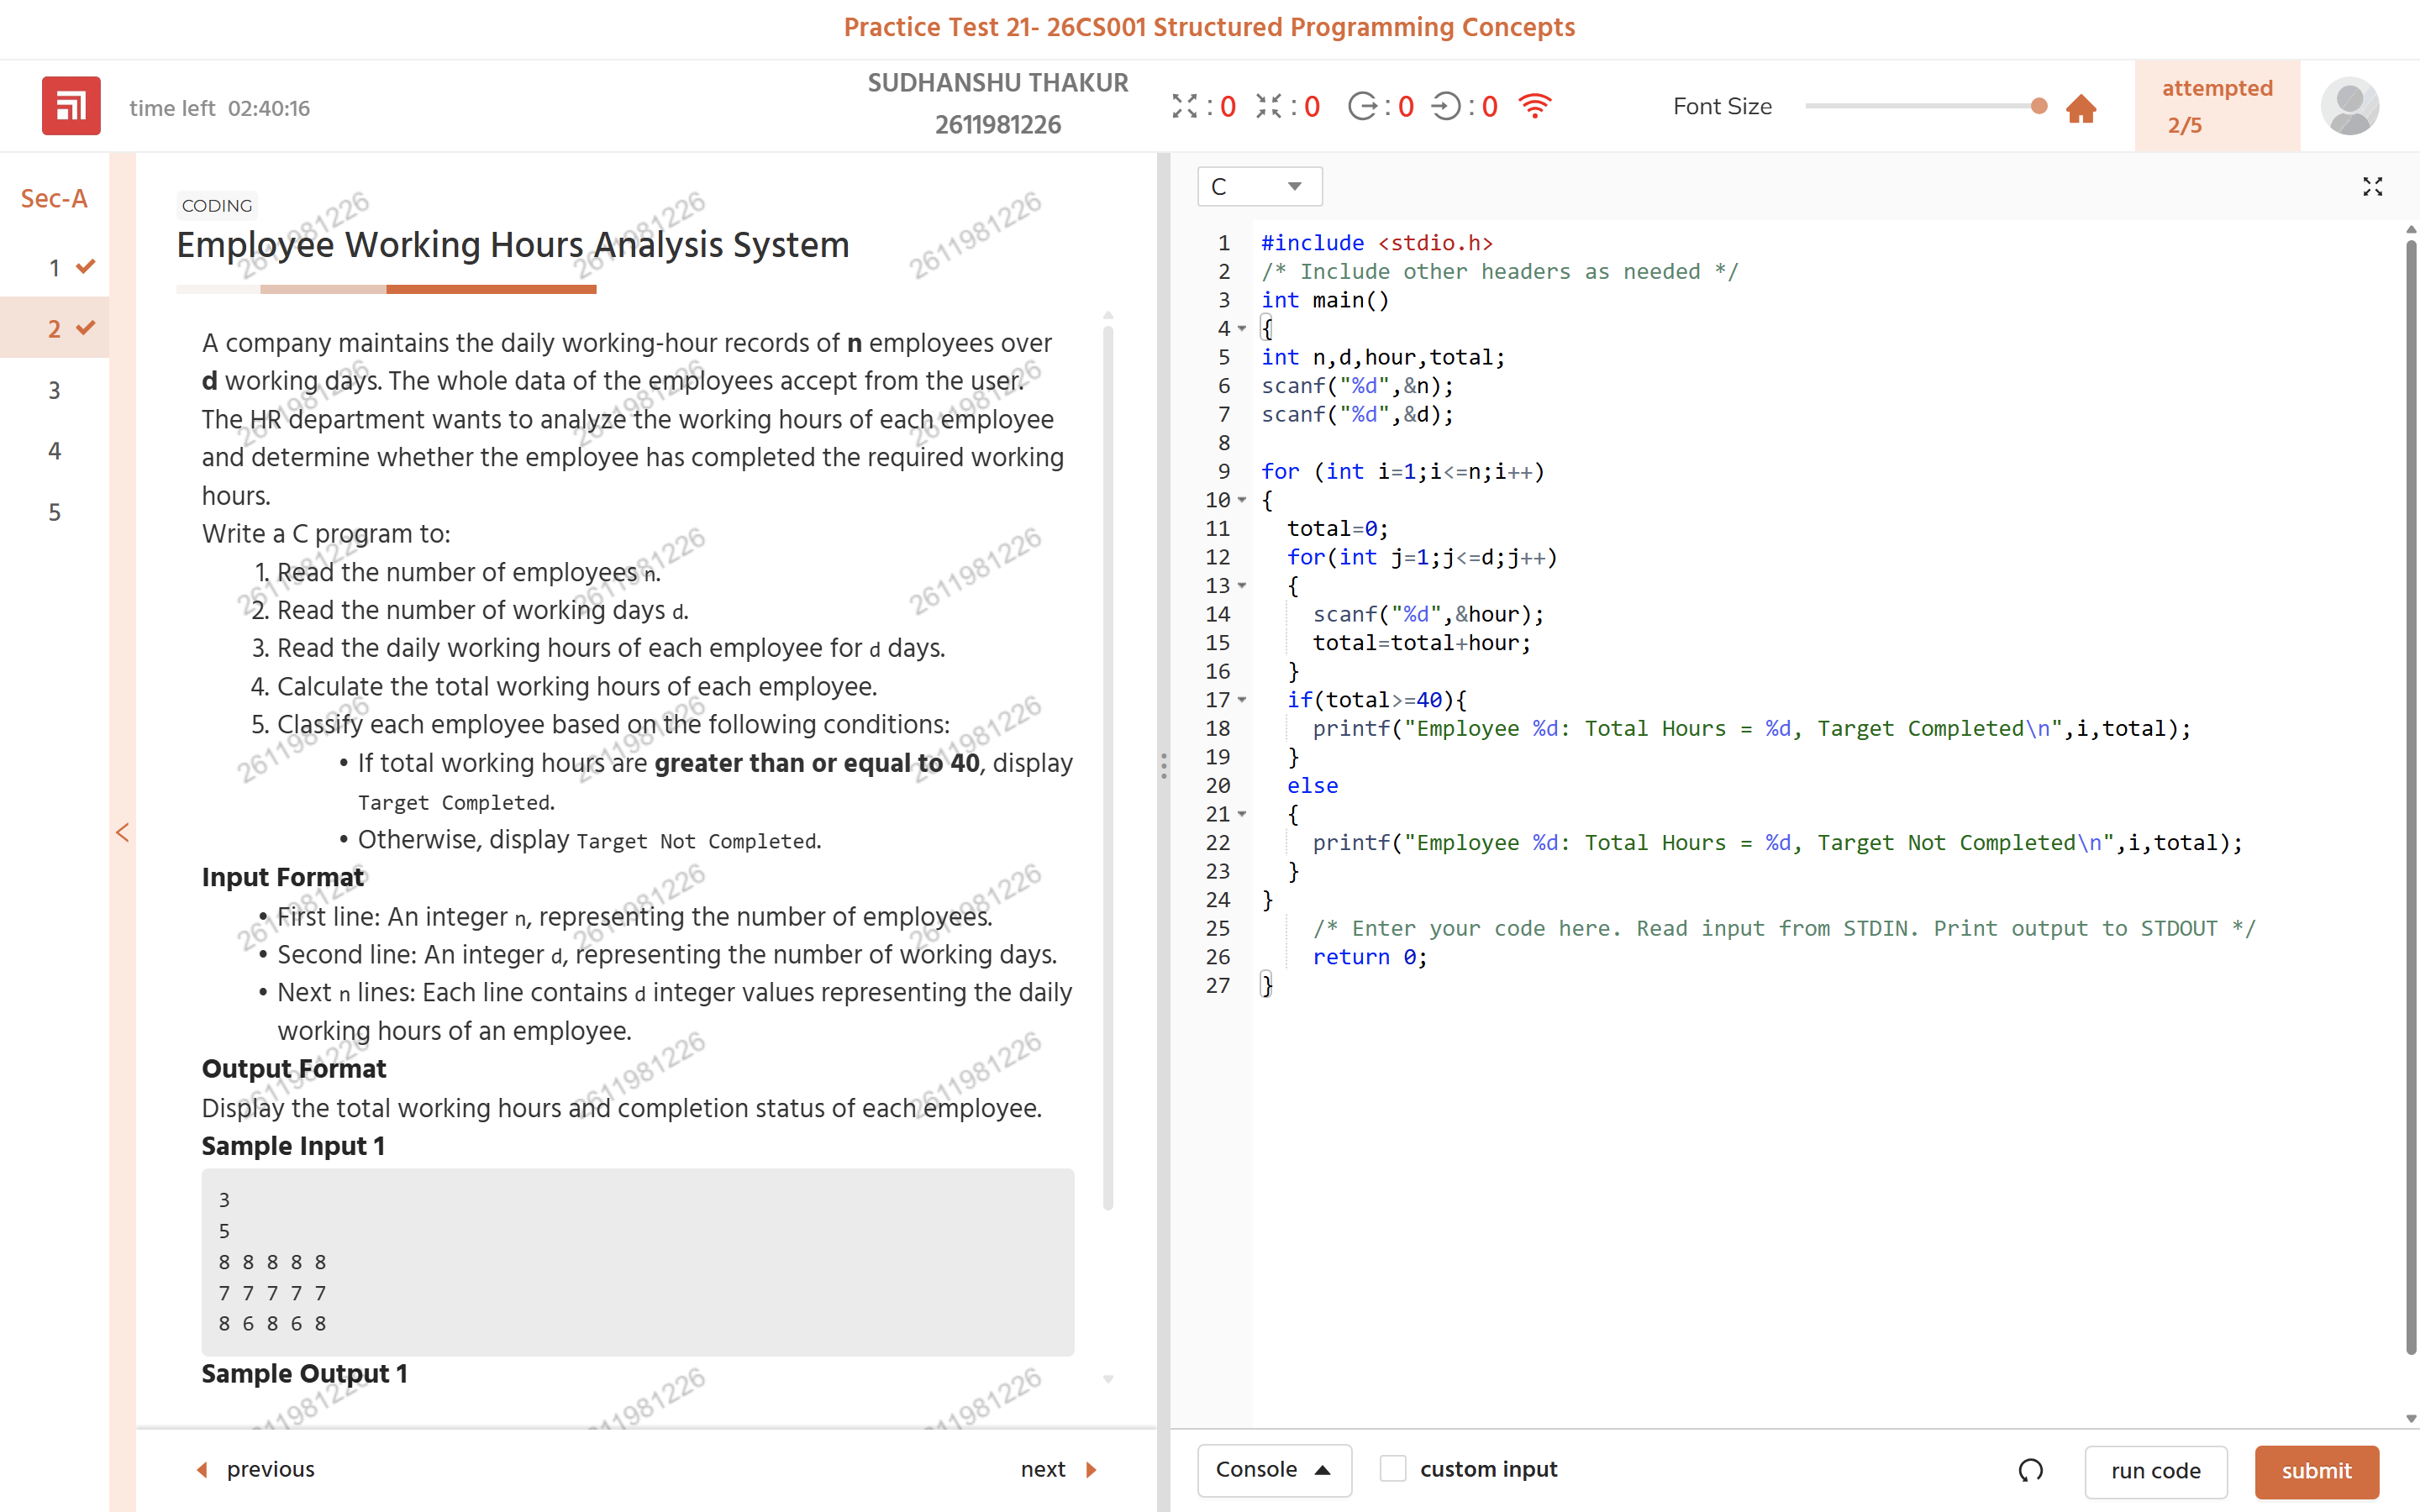 Practice Test 21- 26CS001 Structured Programming Concepts
time left 02:40:16
SUDHANSHU THAKUR
2611981226
: 0 : 0 : 0 : 0
Font Size
attempted
2/5
Sec-A
1
2
3
4
5
CODING
Employee Working Hours Analysis System
A company maintains the daily working-hour records of n employees over
d working days. The whole data of the employees accept from the user.
The HR department wants to analyze the working hours of each employee
and determine whether the employee has completed the required working
hours.
Write a C program to:
1. Read the number of employees n.
2. Read the number of working days d.
3. Read the daily working hours of each employee for d days.
4. Calculate the total working hours of each employee.
5. Classify each employee based on the following conditions:
• If total working hours are greater than or equal to 40, display
Target Completed.
• Otherwise, display Target Not Completed.
Input Format
• First line: An integer n, representing the number of employees.
• Second line: An integer d, representing the number of working days.
• Next n lines: Each line contains d integer values representing the daily
working hours of an employee.
Output Format
Display the total working hours and completion status of each employee.
Sample Input 1
3
5
8 8 8 8 8
7 7 7 7 7
8 6 8 6 8
Sample Output 1
previous
next
C
1 #include <stdio.h>
2 /* Include other headers as needed */
3 int main()
4 {
5 int n,d,hour,total;
6 scanf("%d",&n);
7 scanf("%d",&d);
8
9 for (int i=1;i<=n;i++)
10 {
11   total=0;
12   for(int j=1;j<=d;j++)
13   {
14     scanf("%d",&hour);
15     total=total+hour;
16   }
17   if(total>=40){
18     printf("Employee %d: Total Hours = %d, Target Completed\n",i,total);
19   }
20   else
21   {
22     printf("Employee %d: Total Hours = %d, Target Not Completed\n",i,total);
23   }
24 }
25     /* Enter your code here. Read input from STDIN. Print output to STDOUT */
26     return 0;
27 }
Console
custom input
run code
submit
2611981226